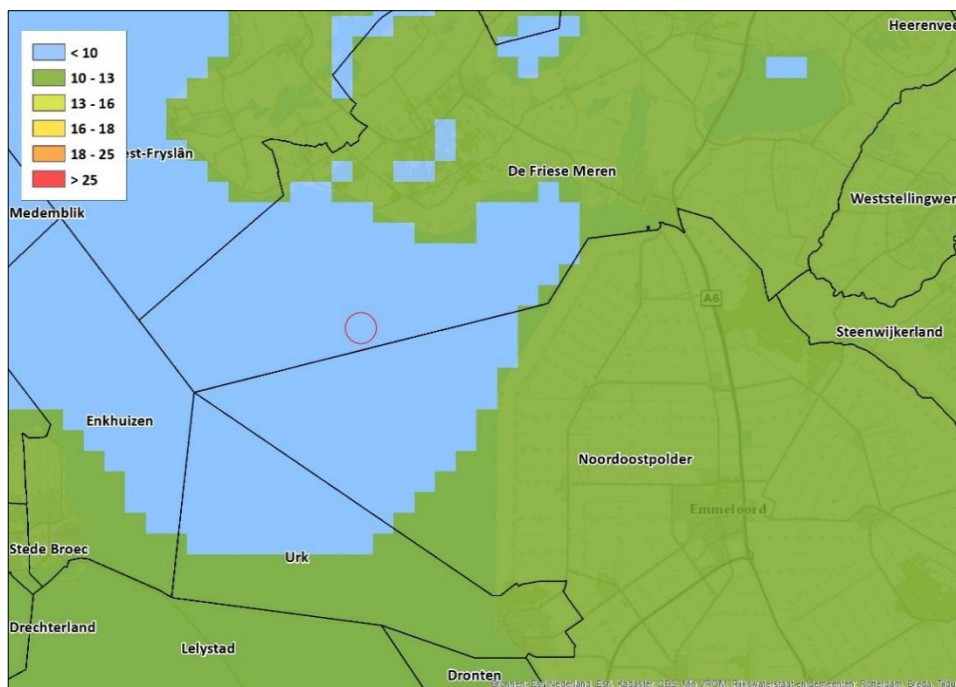 < 10
10 - 13
13 - 16
16 - 18
18 - 25
> 25
Heerenvee
est-Fryslân
De Friese Meren
Medemblik
Weststellingwer
A6
Steenwijkerland
Enkhuizen
Noordoostpolder
Emmeloord
Stede Broec
Urk
Drechterland
Lelystad
Dronten